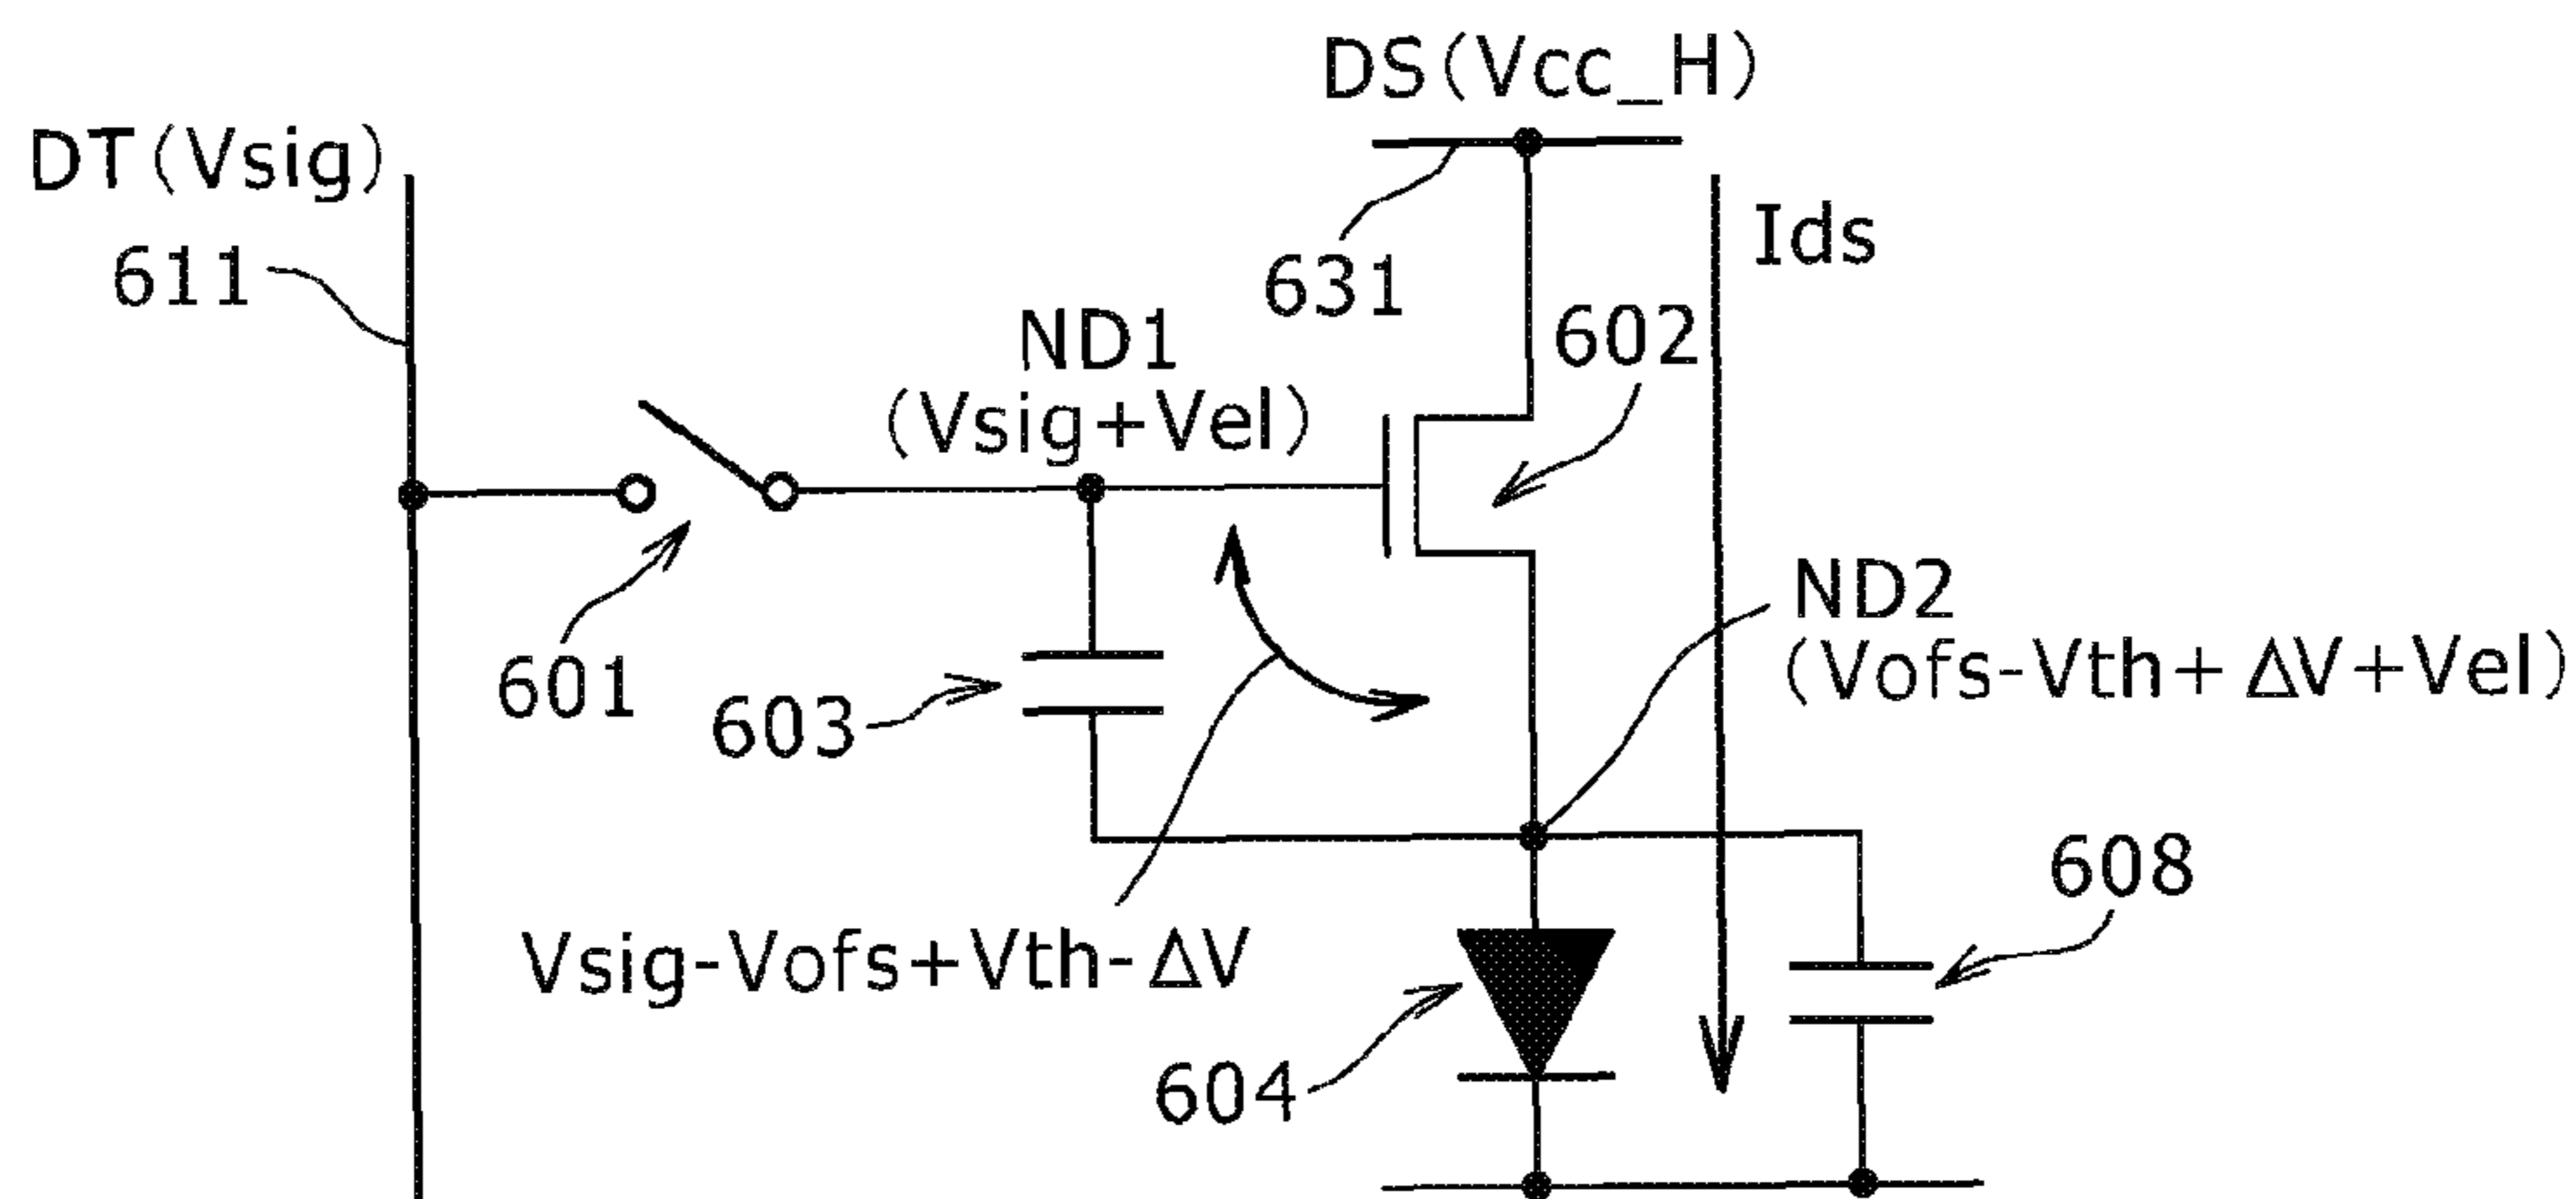 DS(Vcc_H)
DT(Vsig)
611
631
Ids
ND1
(Vsig+Vel)
602
ND2
(Vofs-Vth+ΔV+Vel)
601
603
608
Vsig-Vofs+Vth-ΔV
604